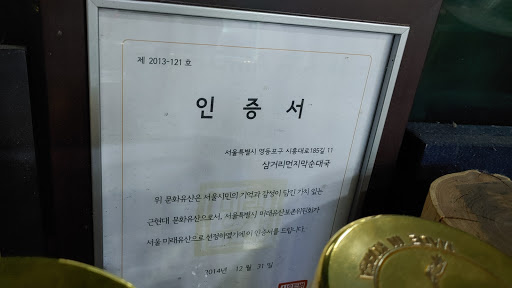 제 2013-121 호
인 증 서
서울특별시 영등포구 시흥대로185길 11
삼거리먼지막순대국
위 문화유산은 서울시민의 기억과 감성이 담긴 가치 있는
근현대 문화유산으로서, 서울특별시 미래유산보존위원회가
서울 미래유산으로 선정하였기에 이 인증서를 드립니다.
2014년 12 월 31 일